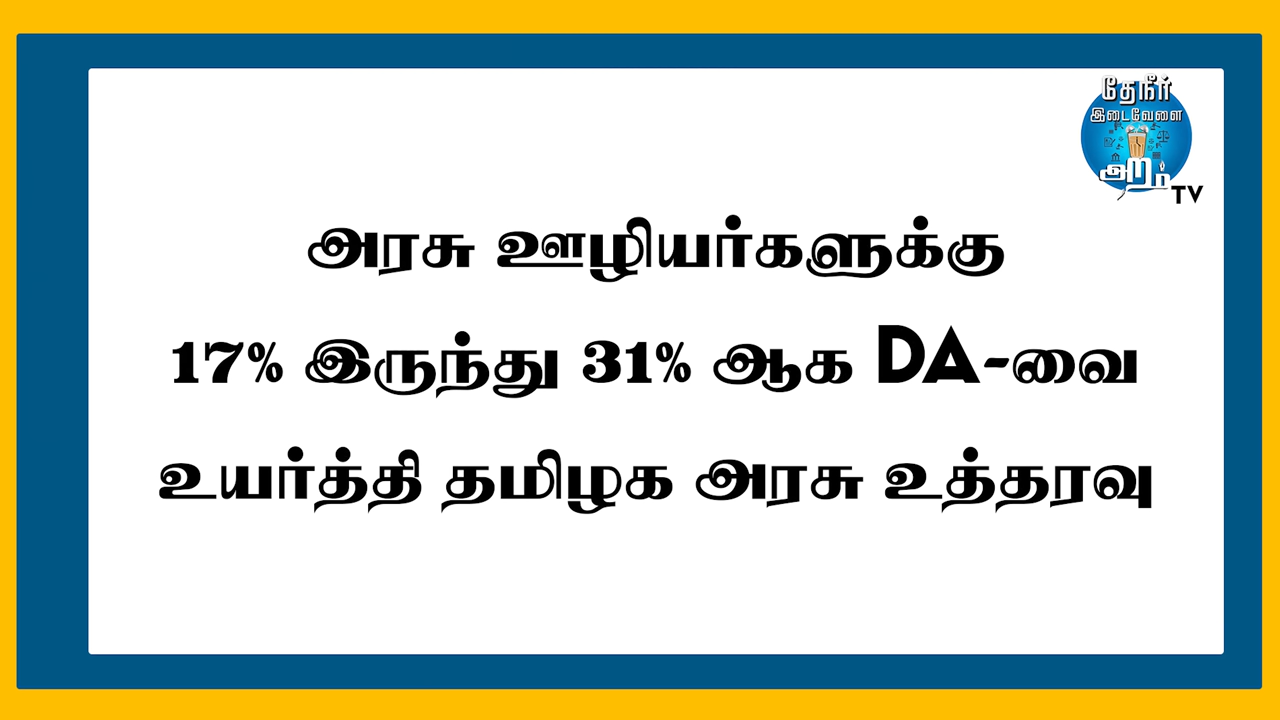 தேநீர்
இடைவேளை
அறம்
TV
அரசு ஊழியர்களுக்கு
17% இருந்து 31% ஆக DA-வை
உயர்த்தி தமிழக அரசு உத்தரவு